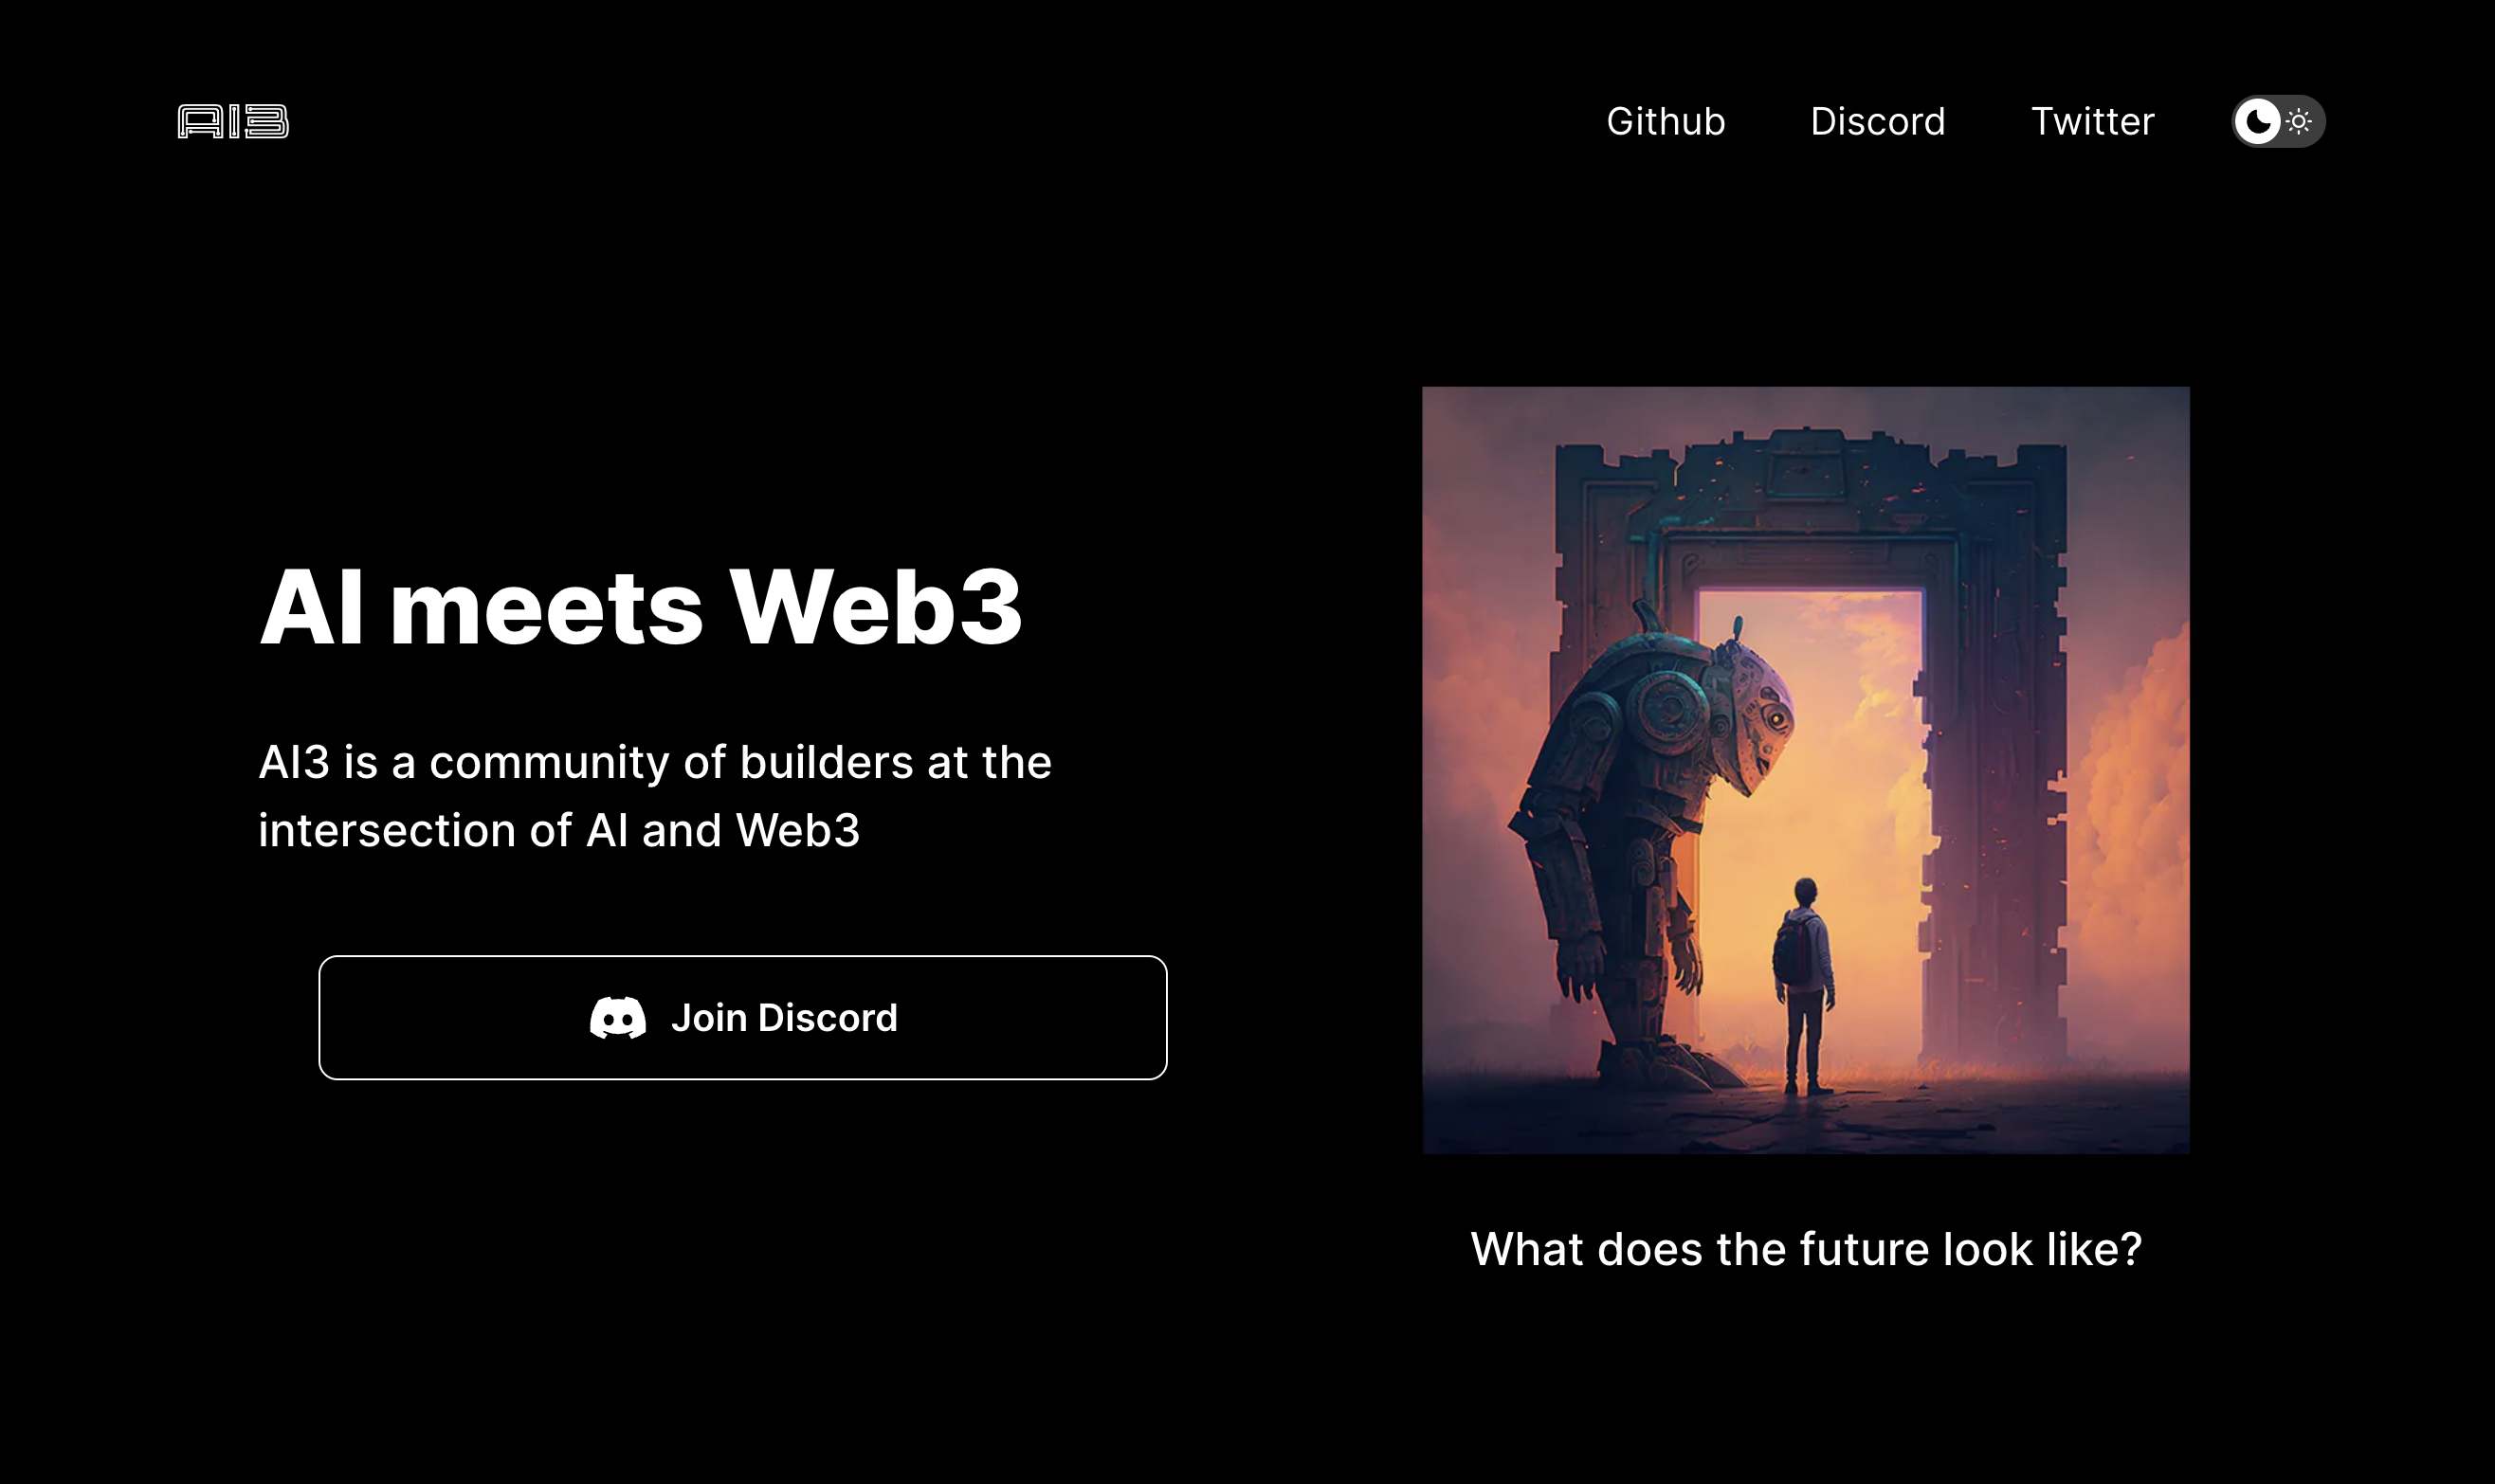 AI3
Github Discord Twitter
AI meets Web3
AI3 is a community of builders at the
intersection of AI and Web3
Join Discord
What does the future look like?